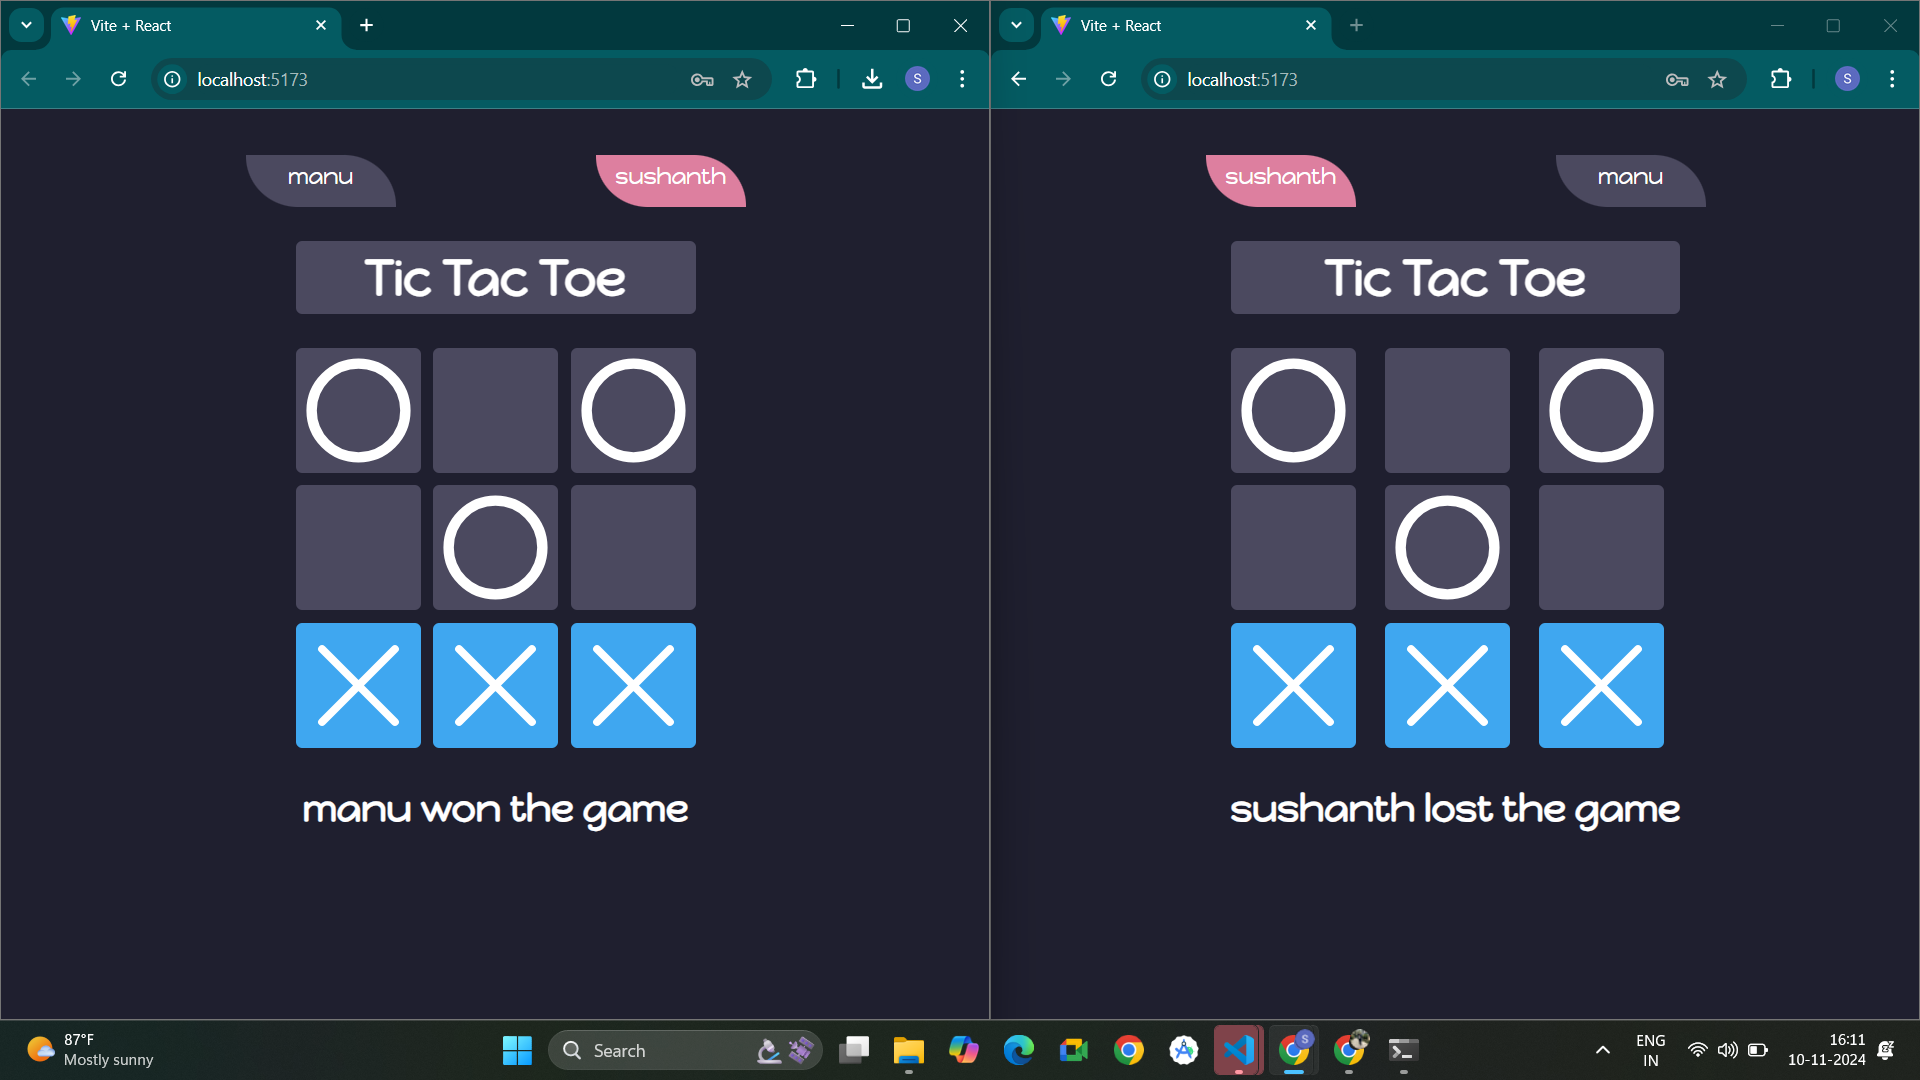 Vite + React
localhost:5173
S
manu
sushanth
Tic Tac Toe
manu won the game
Vite + React
localhost:5173
S
sushanth
manu
Tic Tac Toe
sushanth lost the game
87°F
Mostly sunny
Search
S
ENG
IN
16:11
10-11-2024